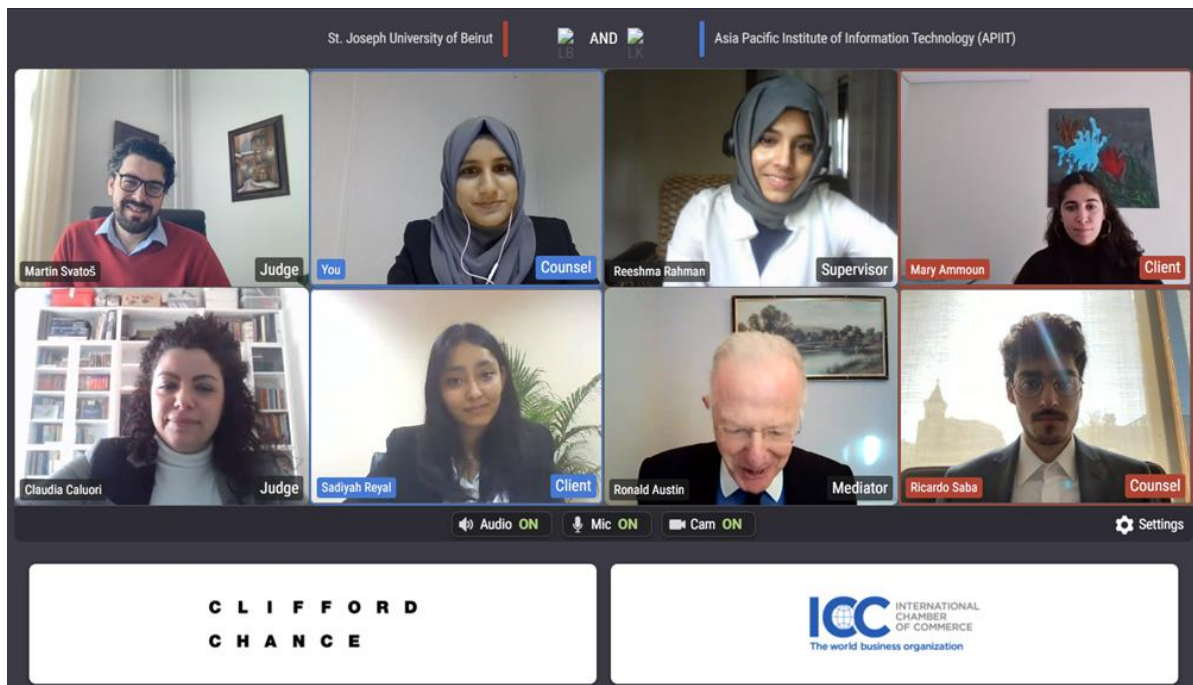 St. Joseph University of Beirut
LB
AND
LK
Asia Pacific Institute of Information Technology (APIIT)
Martin Svatoš
Judge
You
Counsel
Reeshma Rahman
Supervisor
Mary Ammoun
Client
Claudia Caluori
Judge
Sadiyah Reyal
Client
Ronald Austin
Mediator
Ricardo Saba
Counsel
Audio ON
Mic ON
Cam ON
Settings
CLIFFORD
CHANCE
ICC
INTERNATIONAL
CHAMBER
OF COMMERCE
The world business organization